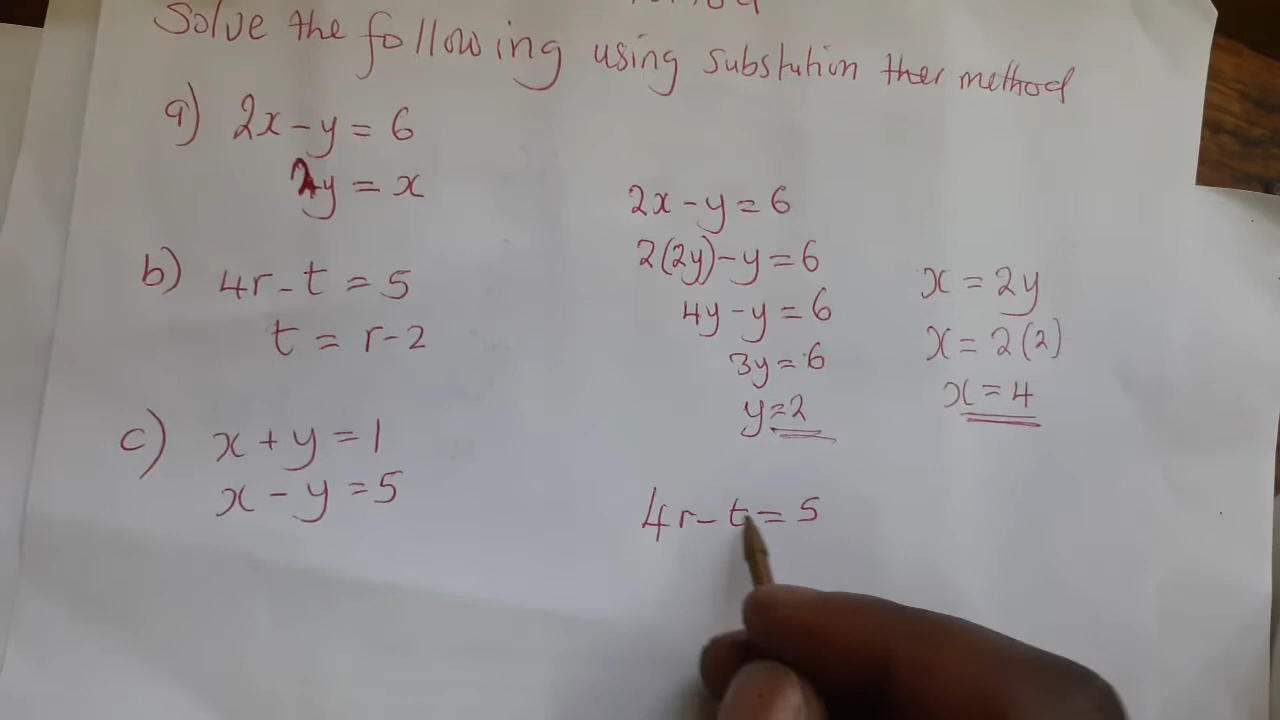 Solve the following using substution ther method
a) 2x - y = 6
2y = x
b) 4r - t = 5
t = r - 2
c) x + y = 1
x - y = 5
2x - y = 6
2(2y) - y = 6
4y - y = 6
3y = 6
y = 2
x = 2y
x = 2(2)
x = 4
4r - t = 5